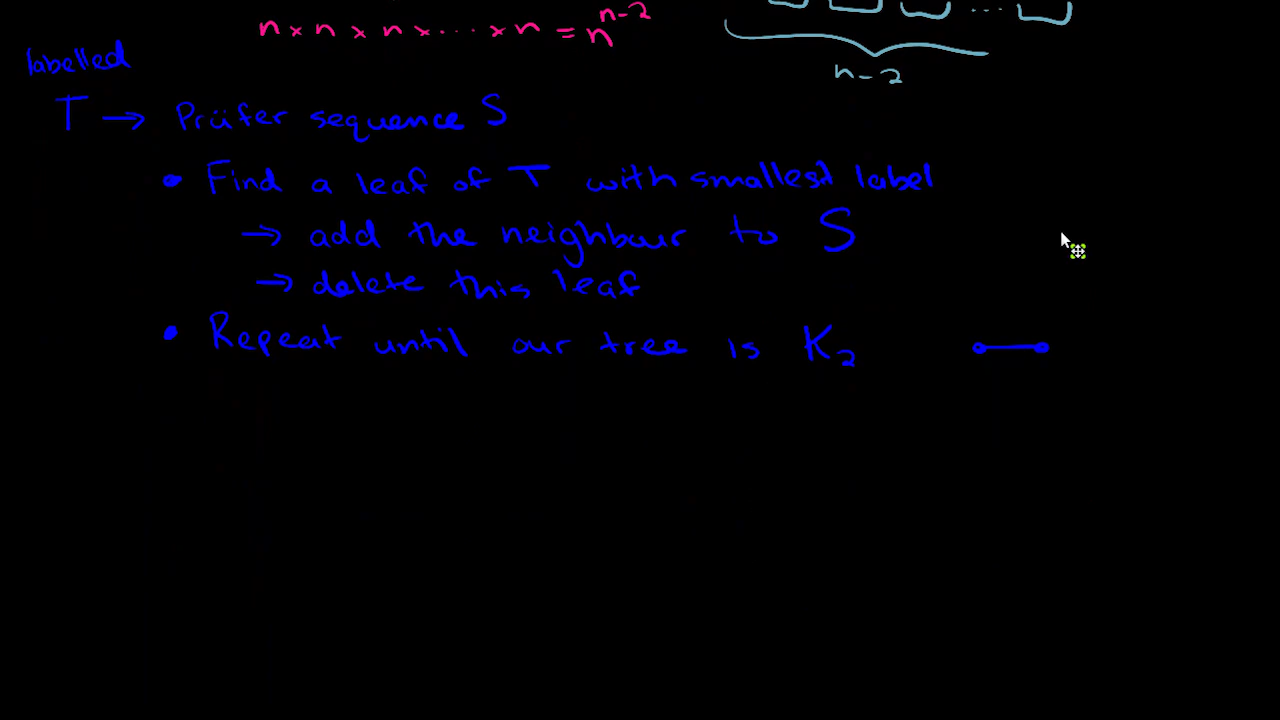 n × n × n × ... × n = n^{n-2}
n - 2
labelled
T → Prüfer sequence S
• Find a leaf of T with smallest label
→ add the neighbour to S
→ delete this leaf
• Repeat until our tree is K_2